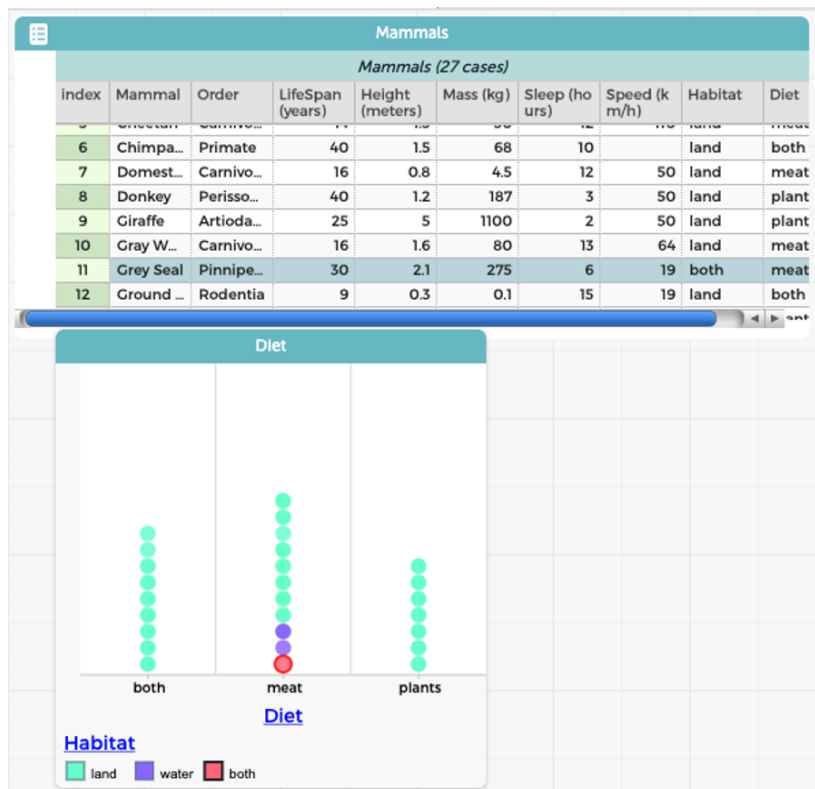 Mammals
Mammals (27 cases)
index Mammal Order LifeSpan (years) Height (meters) Mass (kg) Sleep (ho urs) Speed (k m/h) Habitat Diet
6 Chimpa... Primate 40 1.5 68 10 land both
7 Domest... Carnivo... 16 0.8 4.5 12 50 land meat
8 Donkey Perisso... 40 1.2 187 3 50 land plant
9 Giraffe Artioda... 25 5 1100 2 50 land plant
10 Gray W... Carnivo... 16 1.6 80 13 64 land meat
11 Grey Seal Pinnipe... 30 2.1 275 6 19 both meat
12 Ground ... Rodentia 9 0.3 0.1 15 19 land both
Diet
both meat plants
Diet
Habitat
land water both